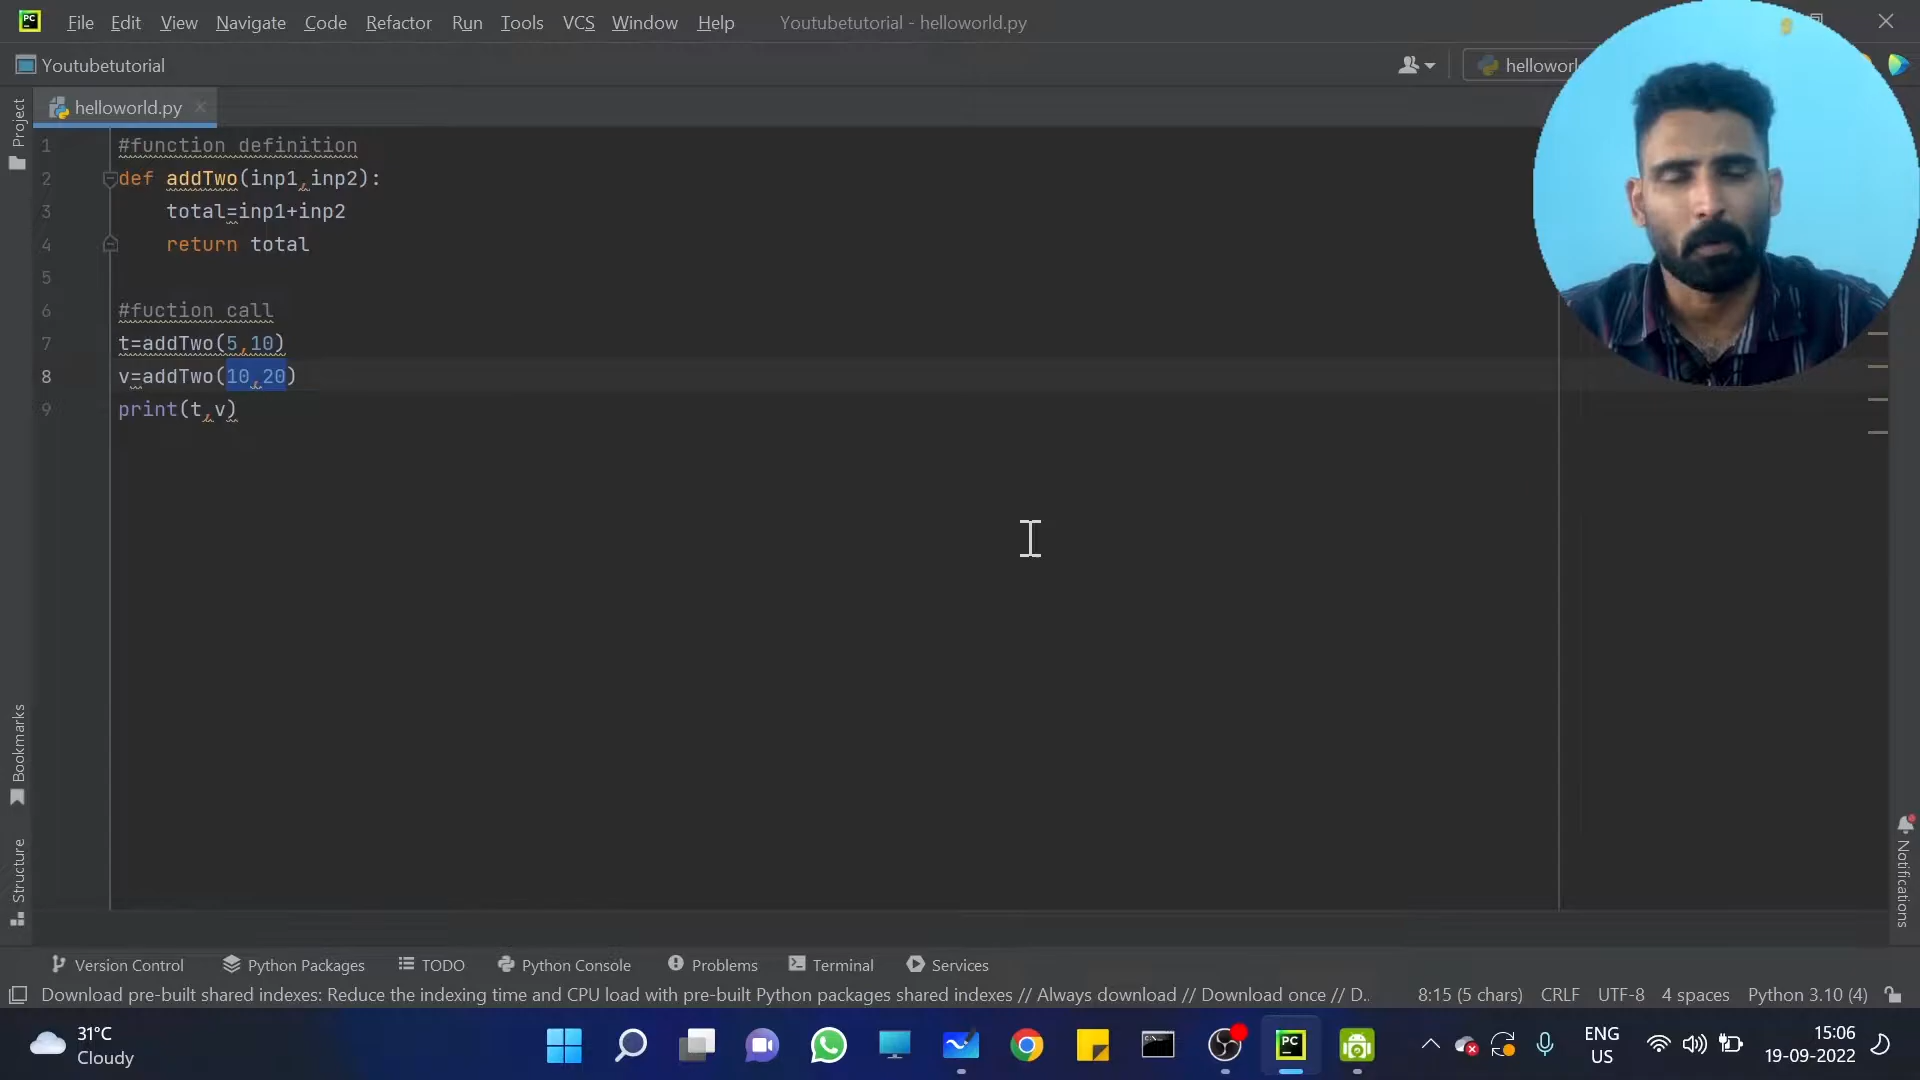 PC File Edit View Navigate Code Refactor Run Tools VCS Window Help Youtubetutorial - helloworld.py
Youtubetutorial
helloworld.py
Project
1 #function definition
2 def addTwo(inp1,inp2):
3 total=inp1+inp2
4 return total
5
6 #fuction call
7 t=addTwo(5,10)
8 v=addTwo(10,20)
9 print(t,v)
Bookmarks
Structure
Notifications
Version Control Python Packages TODO Python Console Problems Terminal Services
Download pre-built shared indexes: Reduce the indexing time and CPU load with pre-built Python packages shared indexes // Always download // Download once // D.. 8:15 (5 chars) CRLF UTF-8 4 spaces Python 3.10 (4)
31°C
Cloudy
PC
ENG
US
15:06
19-09-2022